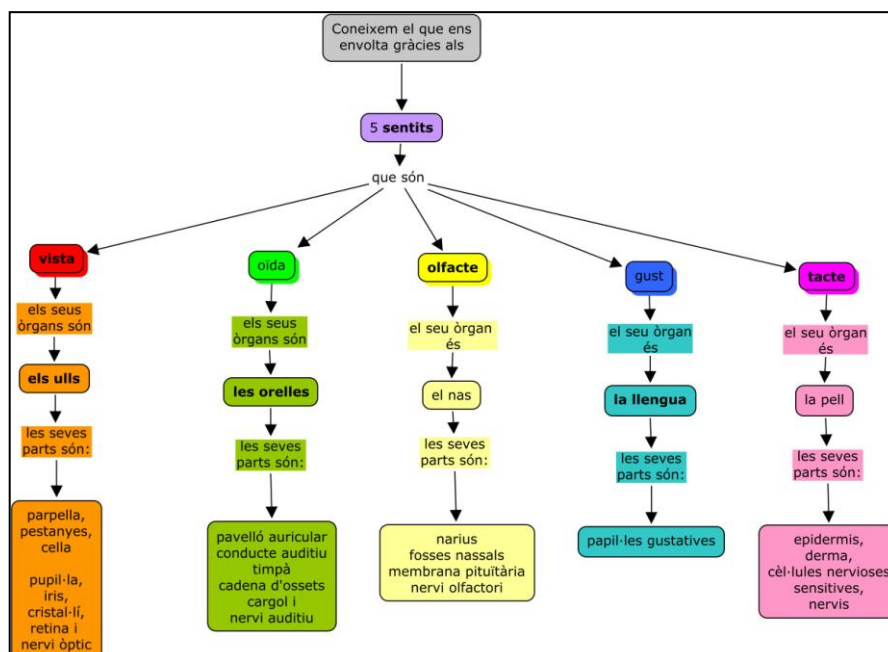 Coneixem el que ens
envolta gràcies als
5 sentits
que són
vista
els seus
òrgans són
els ulls
les seves
parts són:
parpella,
pestanyes,
cella
pupil·la,
iris,
cristal·lí,
retina i
nervi òptic
oïda
els seus
òrgans són
les orelles
les seves
parts són:
pavelló auricular
conducte auditiu
timpà
cadena d'ossets
cargol i
nervi auditiu
olfacte
el seu òrgan
és
el nas
les seves
parts són:
narius
fosses nassals
membrana pituïtària
nervi olfactori
gust
el seu òrgan
és
la llengua
les seves
parts són:
papil·les gustatives
tacte
el seu òrgan
és
la pell
les seves
parts són:
epidermis,
derma,
cèl·lules nervioses
sensitives,
nervis